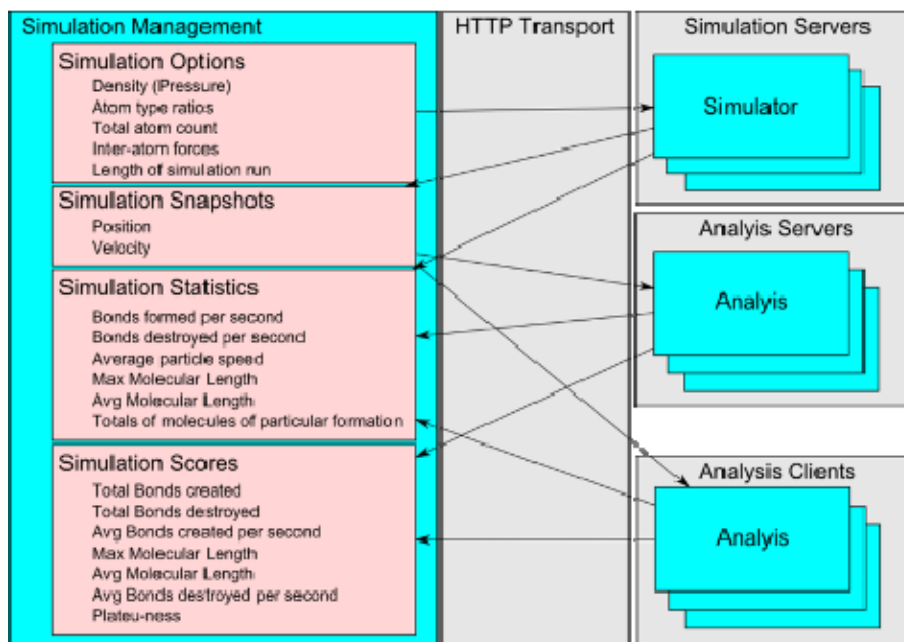 Simulation Management
Simulation Options
Density (lPressure)
Atom type ratios
Total atom count
Inter-atom forces
Length of simulation run
Simulation Snapshots
Position
Velocity
Simulation Statistics
Bonds formed per second
Bonds destroyed per second
Average particle speed
Max Molecular Length
Avg Molecular Length
Totals of molecules of particular formation
Simulation Scores
Total Bonds created
Total Bonds destroyed
Avg Bonds created per second
Max Molecular Length
Avg Molecular Length
Avg Bonds destroyed per second
Plateu-ness
HTTP Transport
Simulation Servers
Simulator
Analyis Servers
Analyis
Analysiis Clients
Analyis